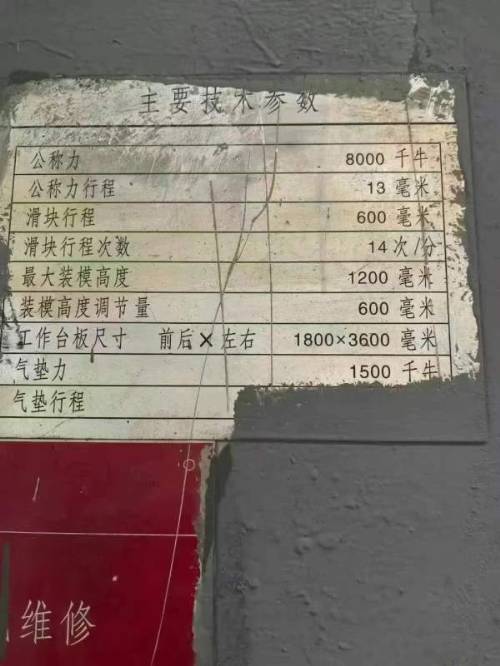 主要技术参数
公称力 8000 千牛
公称力行程 13 毫米
滑块行程 600 毫米
滑块行程次数 14 次/分
最大装模高度 1200 毫米
装模高度调节量 600 毫米
工作台板尺寸 前后×左右 1800×3600 毫米
气垫力 1500 千牛
气垫行程
维修